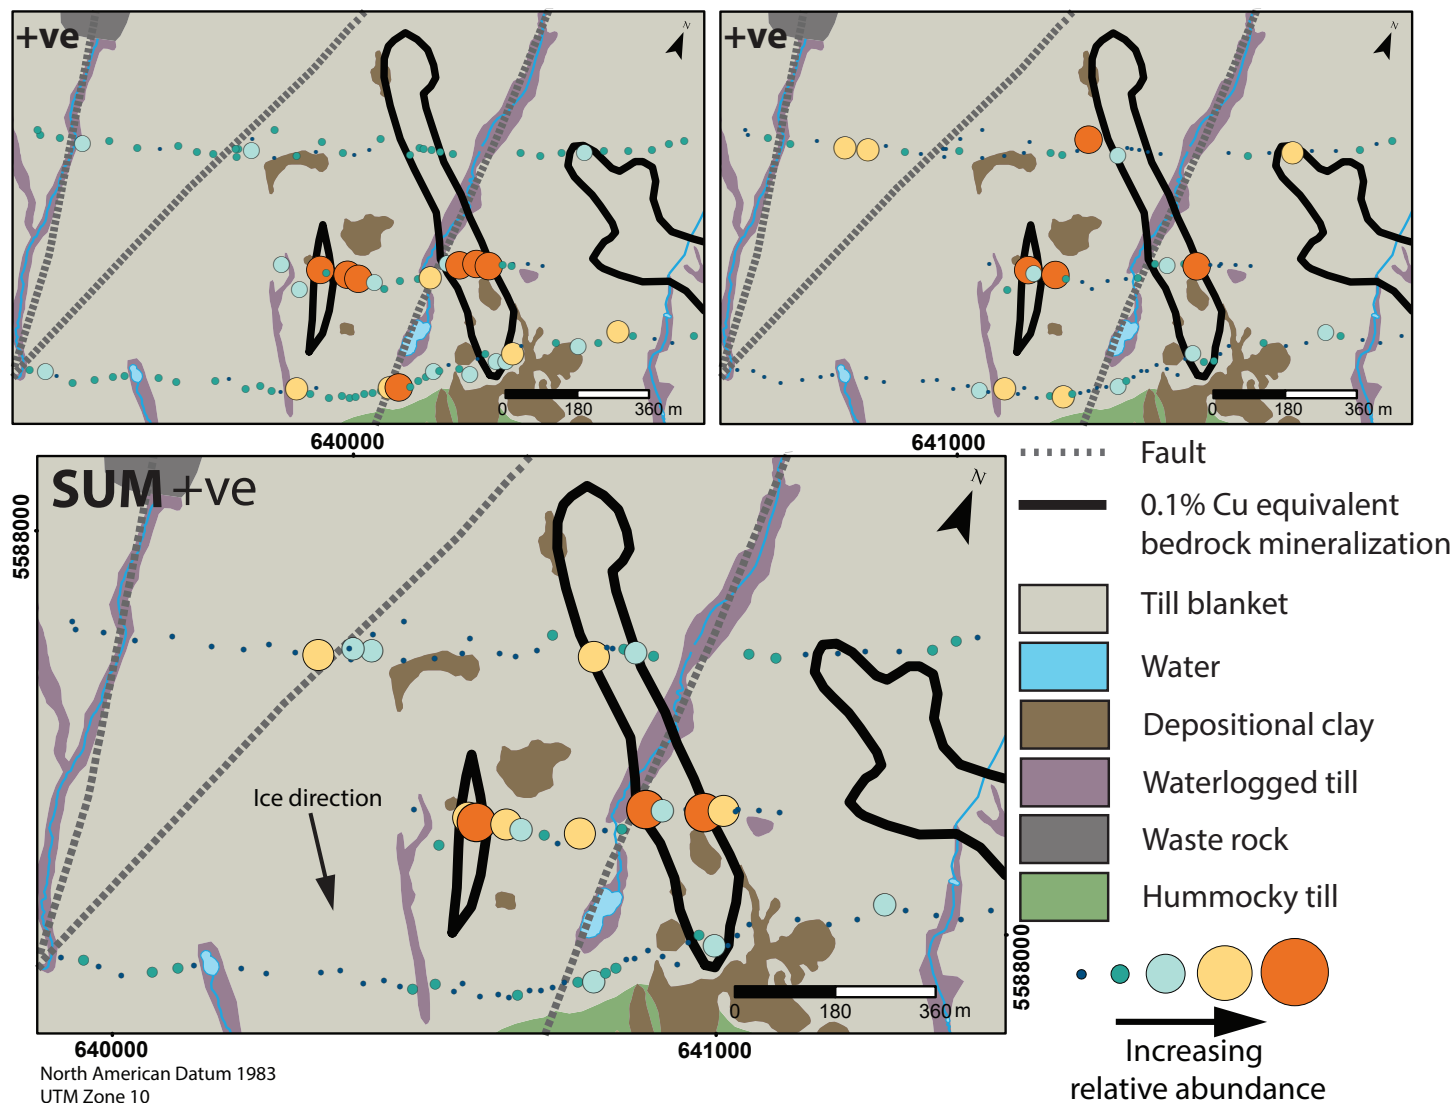 +ve
N
0 180 360 m
+ve
N
0 180 360 m
640000
641000
SUM +ve
N
5588000
Ice direction
0 180 360 m
5588000
640000
641000
North American Datum 1983
UTM Zone 10
Fault
0.1% Cu equivalent
bedrock mineralization
Till blanket
Water
Depositional clay
Waterlogged till
Waste rock
Hummocky till
Increasing
relative abundance